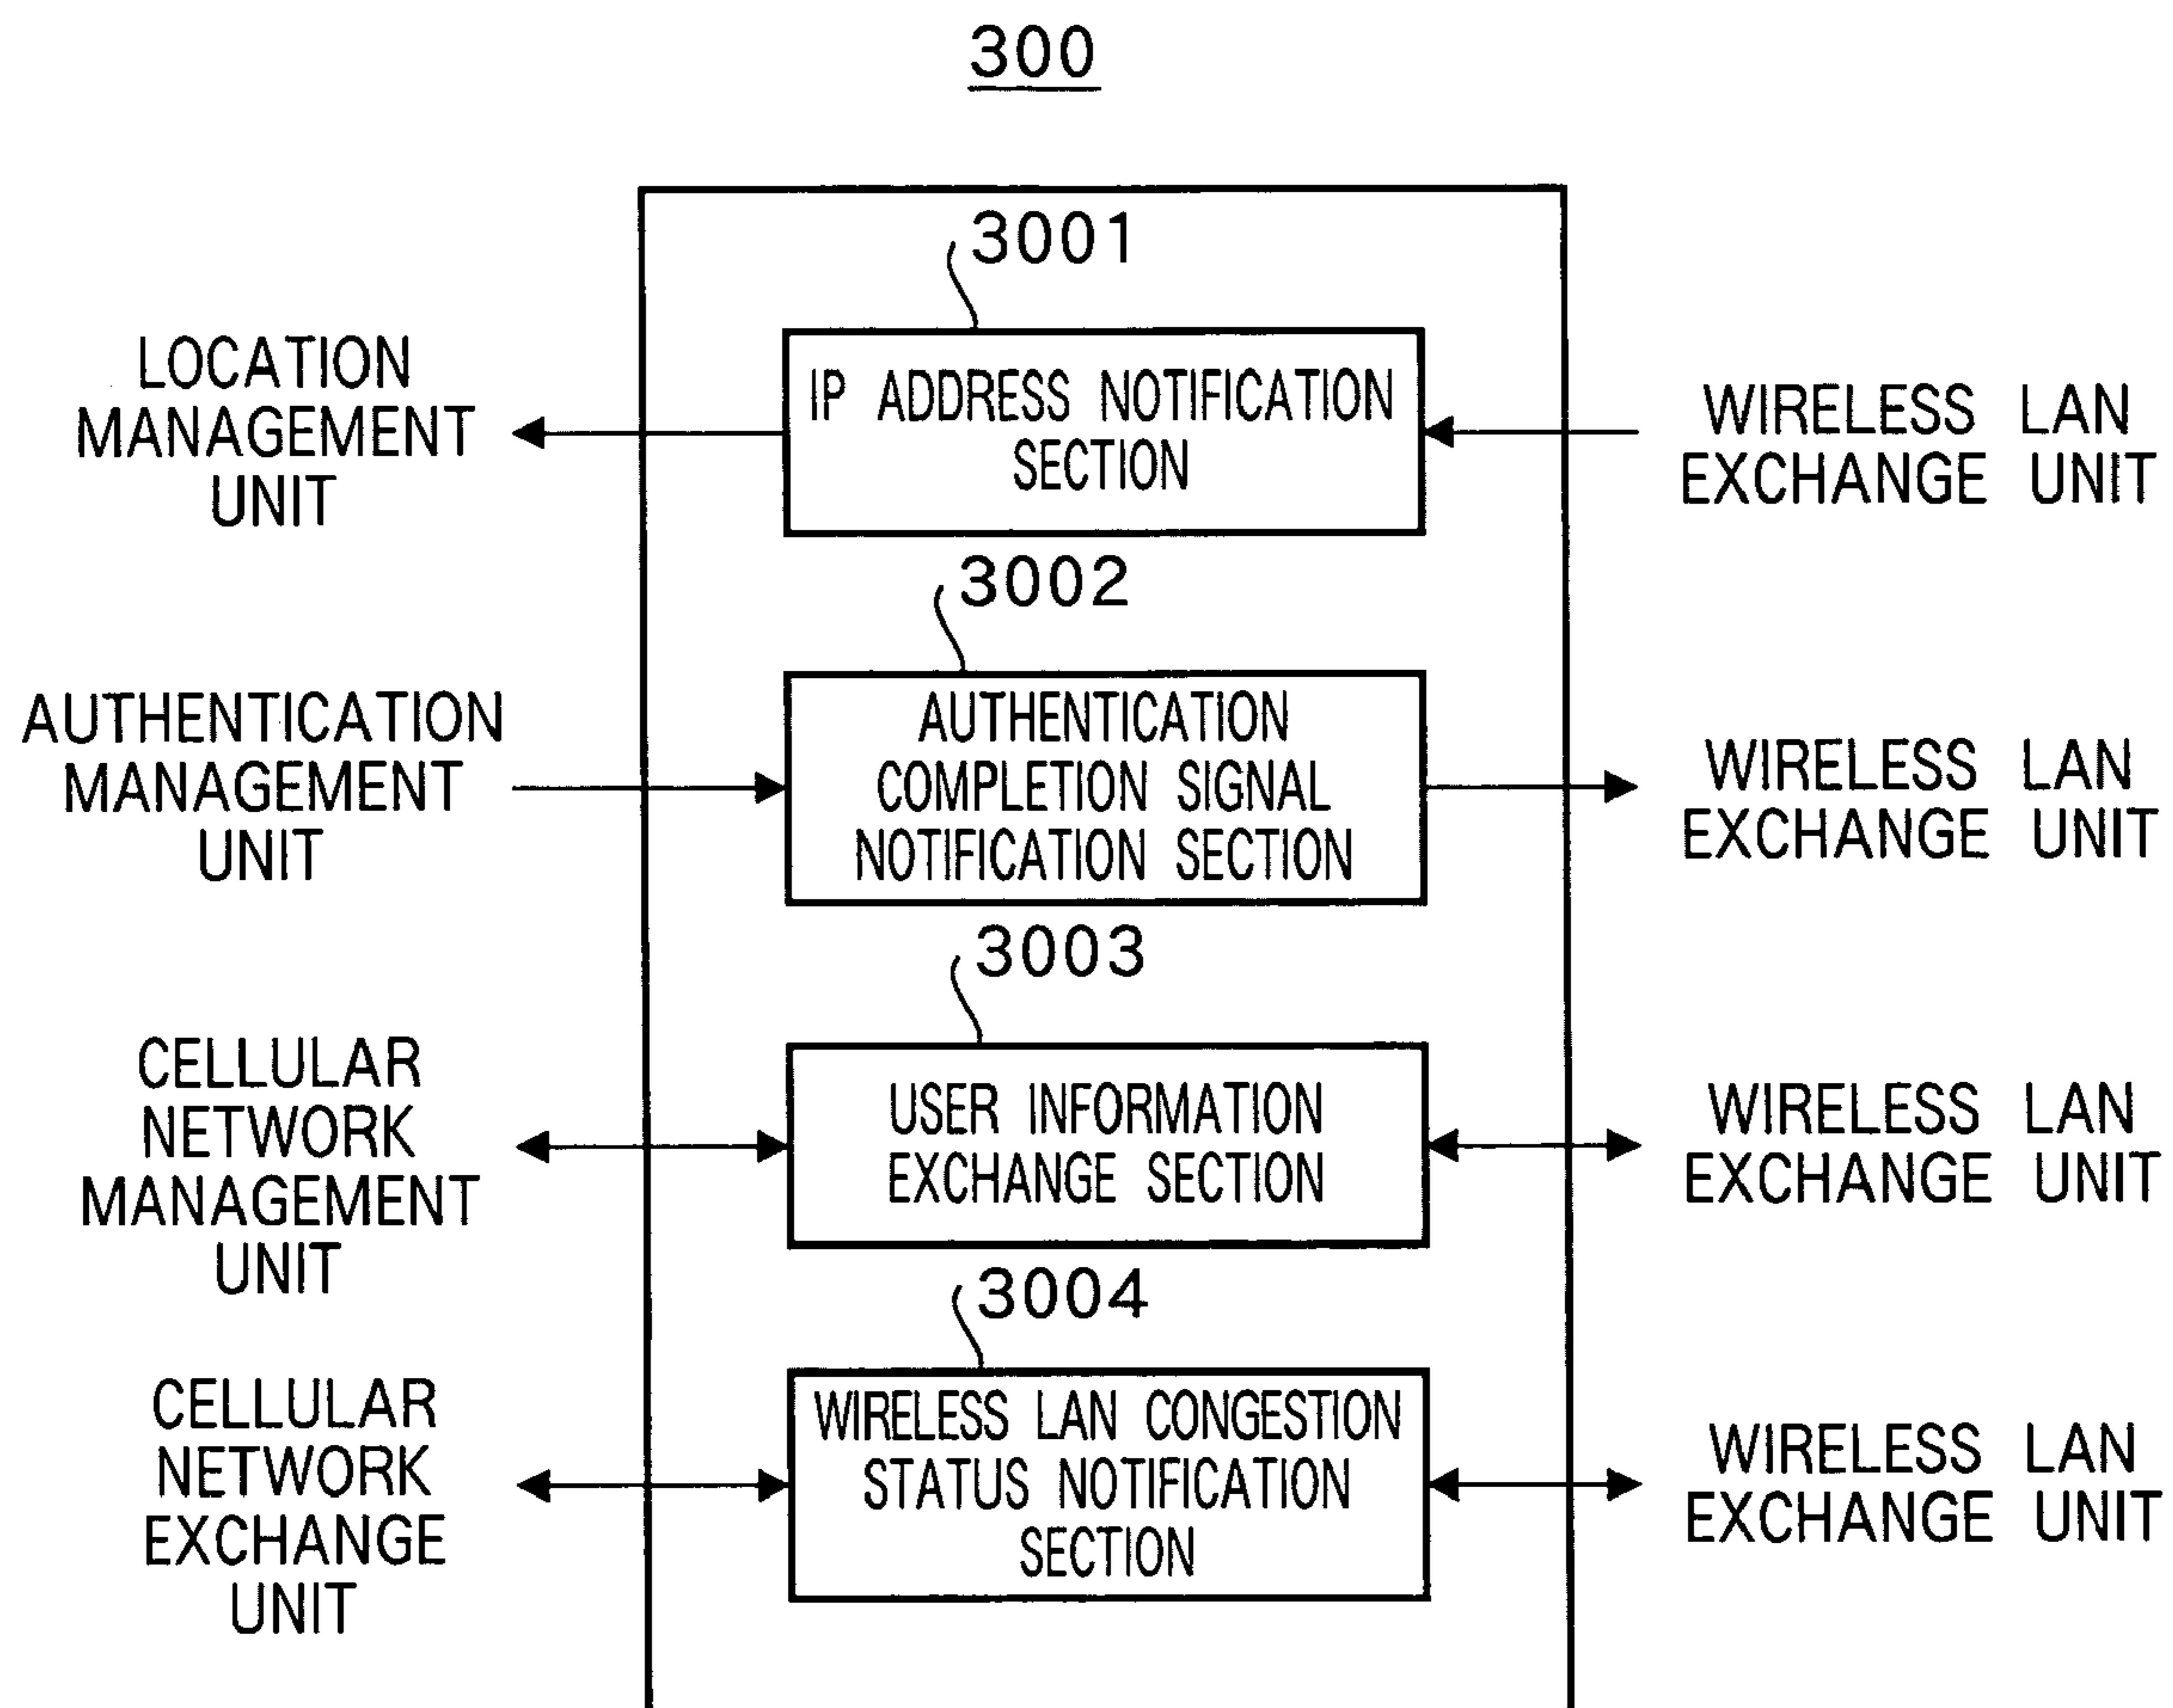 300
3001
LOCATION
MANAGEMENT
UNIT
IP ADDRESS NOTIFICATION
SECTION
WIRELESS LAN
EXCHANGE UNIT
3002
AUTHENTICATION
MANAGEMENT
UNIT
AUTHENTICATION
COMPLETION SIGNAL
NOTIFICATION SECTION
WIRELESS LAN
EXCHANGE UNIT
3003
CELLULAR
NETWORK
MANAGEMENT
UNIT
USER INFORMATION
EXCHANGE SECTION
WIRELESS LAN
EXCHANGE UNIT
3004
CELLULAR
NETWORK
EXCHANGE
UNIT
WIRELESS LAN CONGESTION
STATUS NOTIFICATION
SECTION
WIRELESS LAN
EXCHANGE UNIT